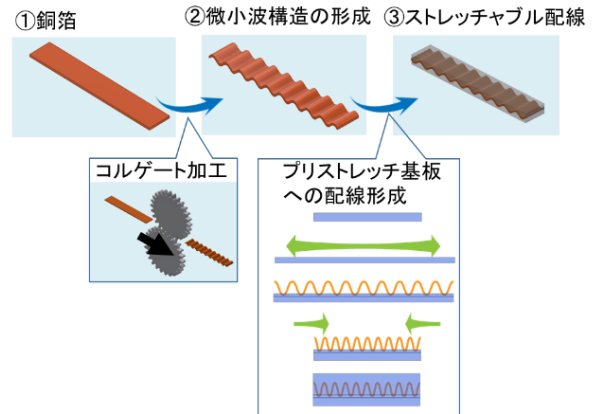 ①銅箔
②微小波構造の形成
③ストレッチャブル配線
コルゲート加工
プリストレッチ基板
への配線形成